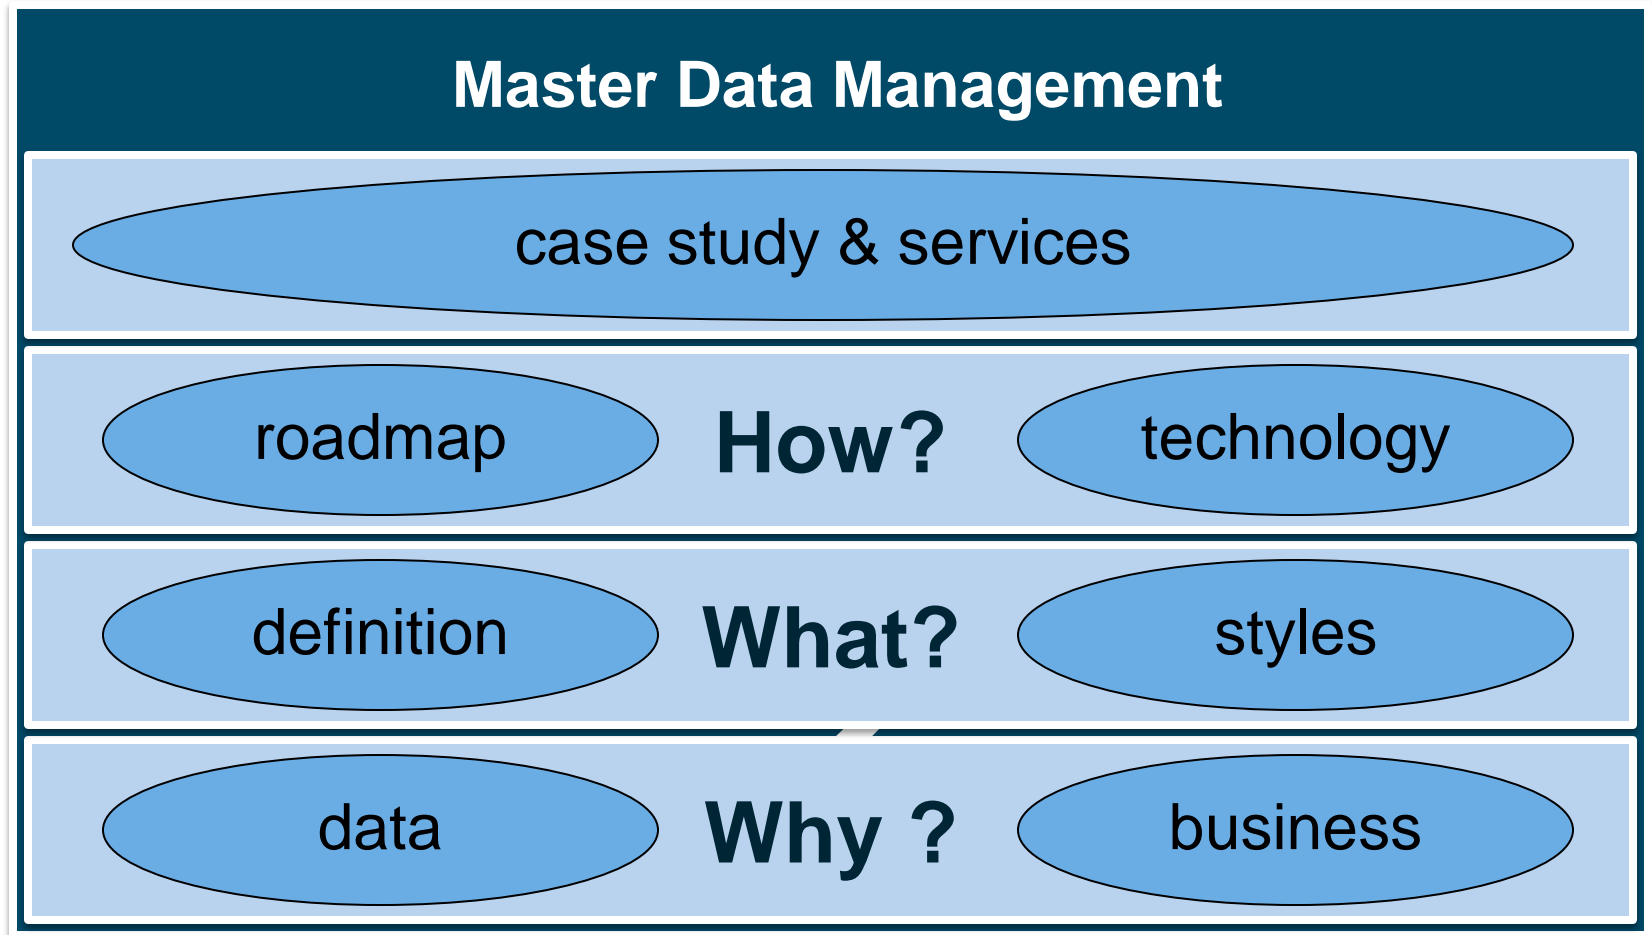 Master Data Management
case study & services
roadmap How? technology
definition What? styles
data Why ? business